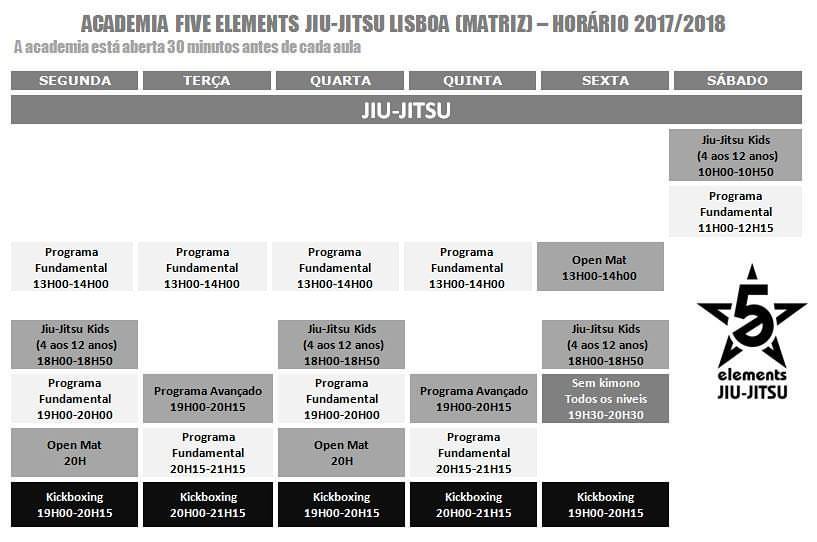 ACADEMIA FIVE ELEMENTS JIU-JITSU LISBOA (MATRIZ) – HORÁRIO 2017/2018
A academia está aberta 30 minutos antes de cada aula
SEGUNDA TERÇA QUARTA QUINTA SEXTA SÁBADO
JIU-JITSU
Jiu-Jitsu Kids
(4 aos 12 anos)
10H00-10H50
Programa
Fundamental
11H00-12H15
Programa
Fundamental
13H00-14H00
Programa
Fundamental
13H00-14H00
Programa
Fundamental
13H00-14H00
Programa
Fundamental
13H00-14H00
Open Mat
13H00-14h00
5
elements
JIU-JITSU
Jiu-Jitsu Kids
(4 aos 12 anos)
18H00-18H50
Jiu-Jitsu Kids
(4 aos 12 anos)
18H00-18H50
Jiu-Jitsu Kids
(4 aos 12 anos)
18H00-18H50
Programa
Fundamental
19H00-20H00
Programa Avançado
19H00-20H15
Programa
Fundamental
19H00-20H00
Programa Avançado
19H00-20H15
Sem kimono
Todos os niveis
19H30-20H30
Open Mat
20H
Programa
Fundamental
20H15-21H15
Open Mat
20H
Programa
Fundamental
20H15-21H15
Kickboxing
19H00-20H15
Kickboxing
20H00-21H15
Kickboxing
19H00-20H15
Kickboxing
20H00-21H15
Kickboxing
19H00-20H15